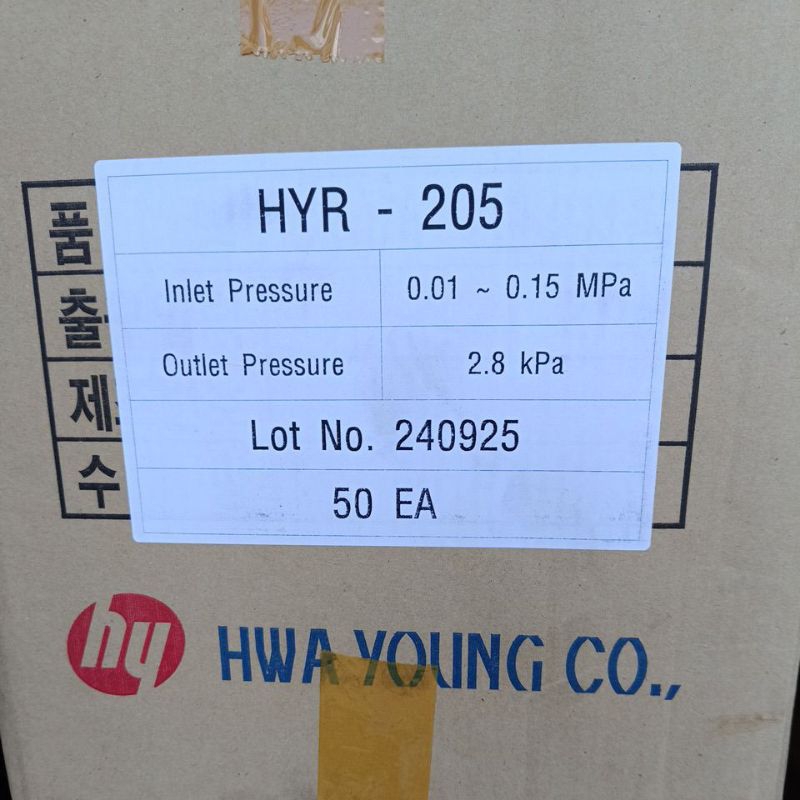 HYR - 205
품
Inlet Pressure 0.01 ~ 0.15 MPa
출
Outlet Pressure 2.8 kPa
제
Lot No. 240925
수
50 EA
hy HWA YOUNG CO.,